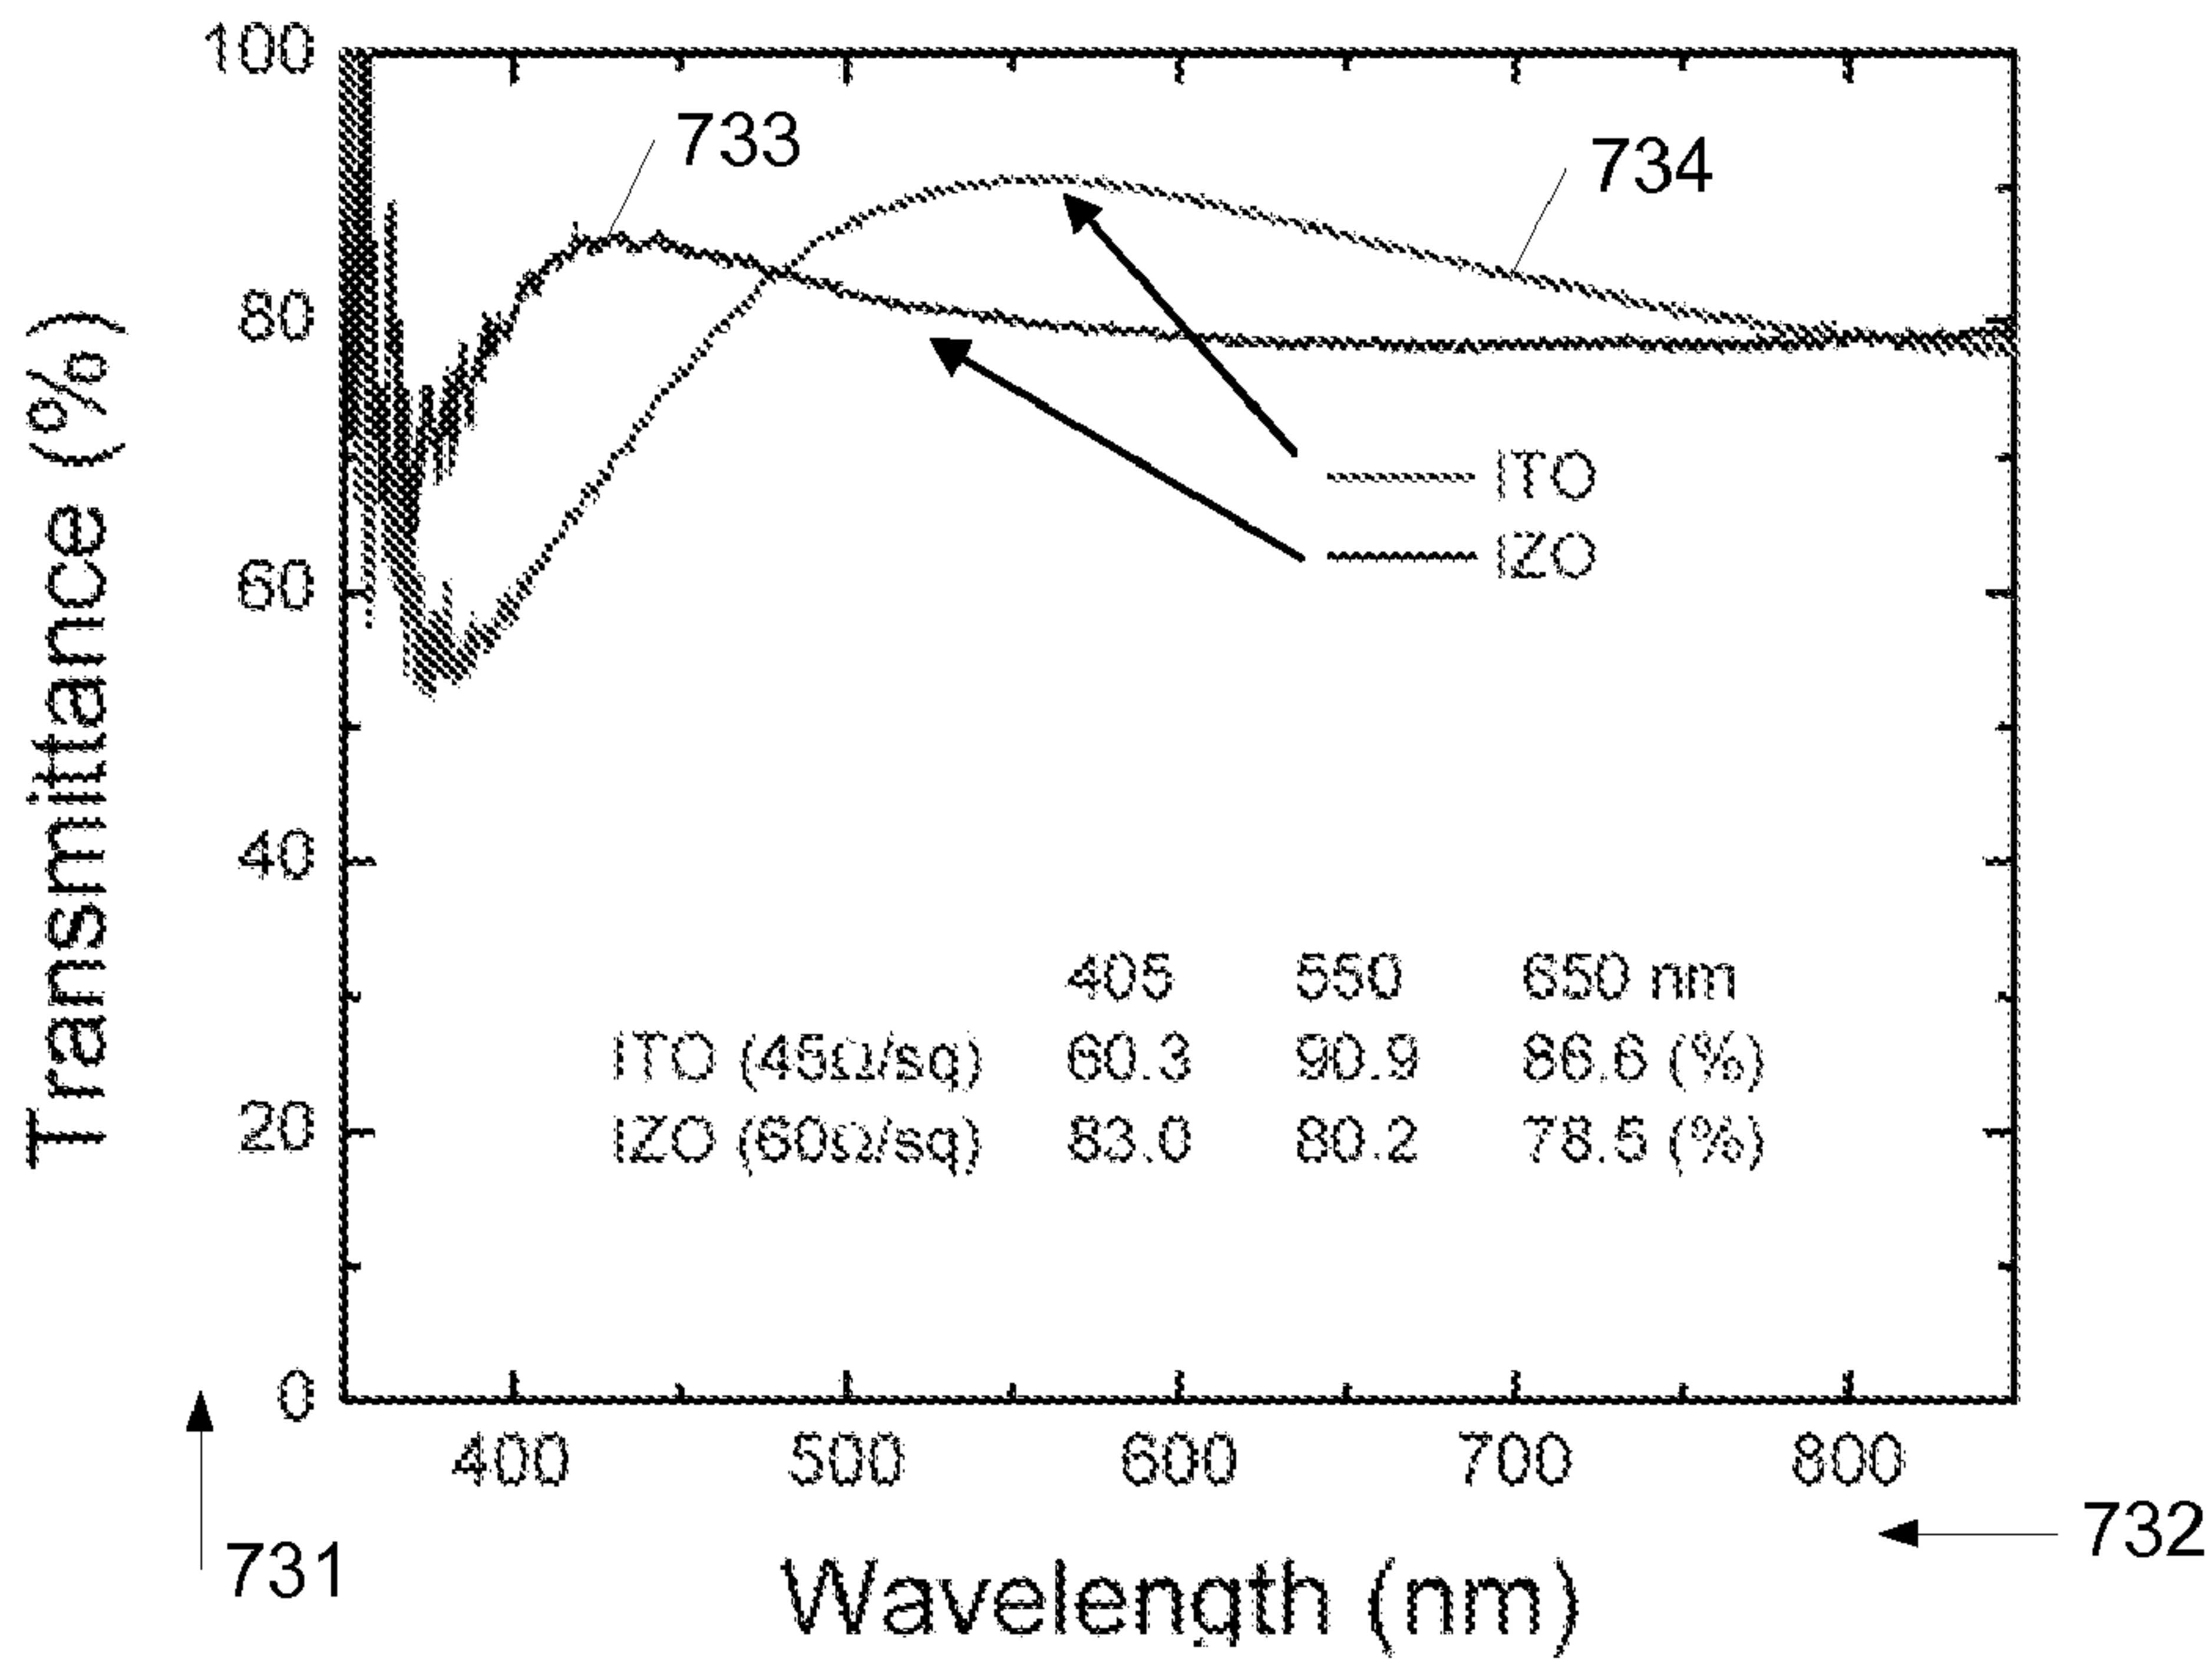 Transmittance (%)
100
80
60
40
20
0
733
734
ITO
IZO
405 550 650 nm
ITO (45Ω/sq) 60.3 90.9 86.6 (%)
IZO (60Ω/sq) 83.0 80.2 78.5 (%)
400 500 600 700 800
731
732
Wavelength (nm)